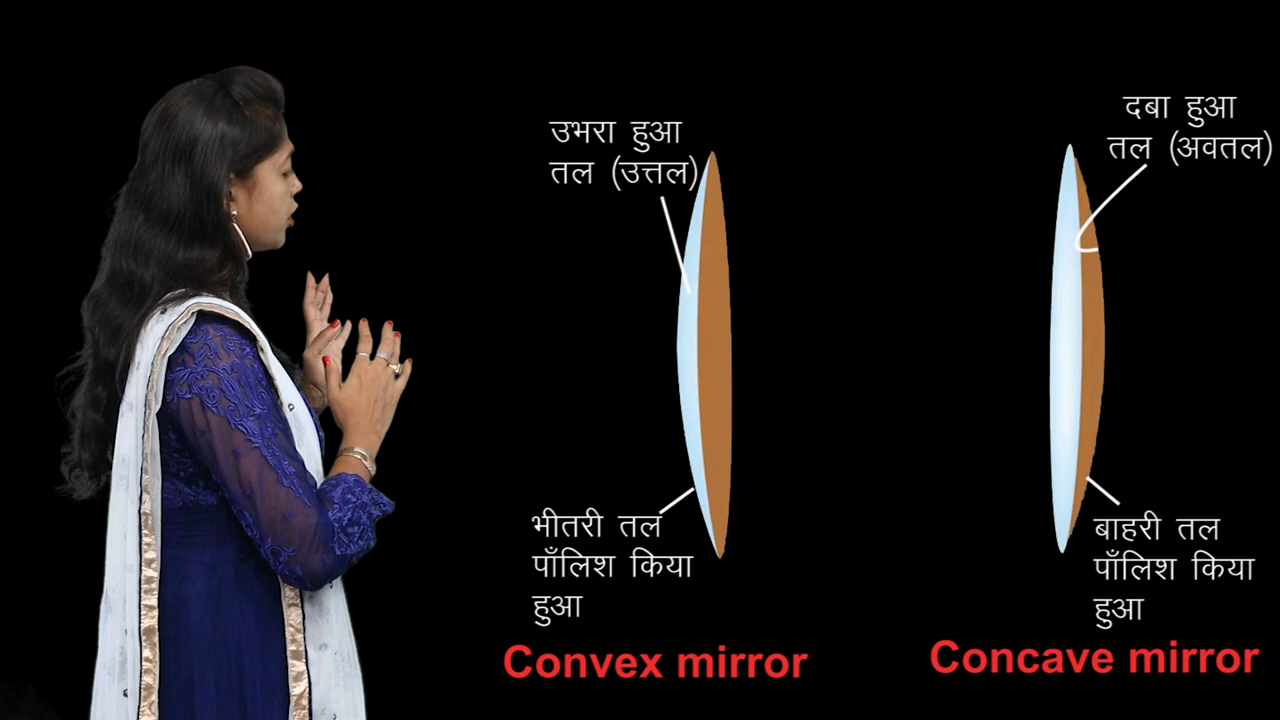 उभरा हुआ
तल (उत्तल)
भीतरी तल
पाँलिश किया
हुआ
Convex mirror
दबा हुआ
तल (अवतल)
बाहरी तल
पाँलिश किया
हुआ
Concave mirror